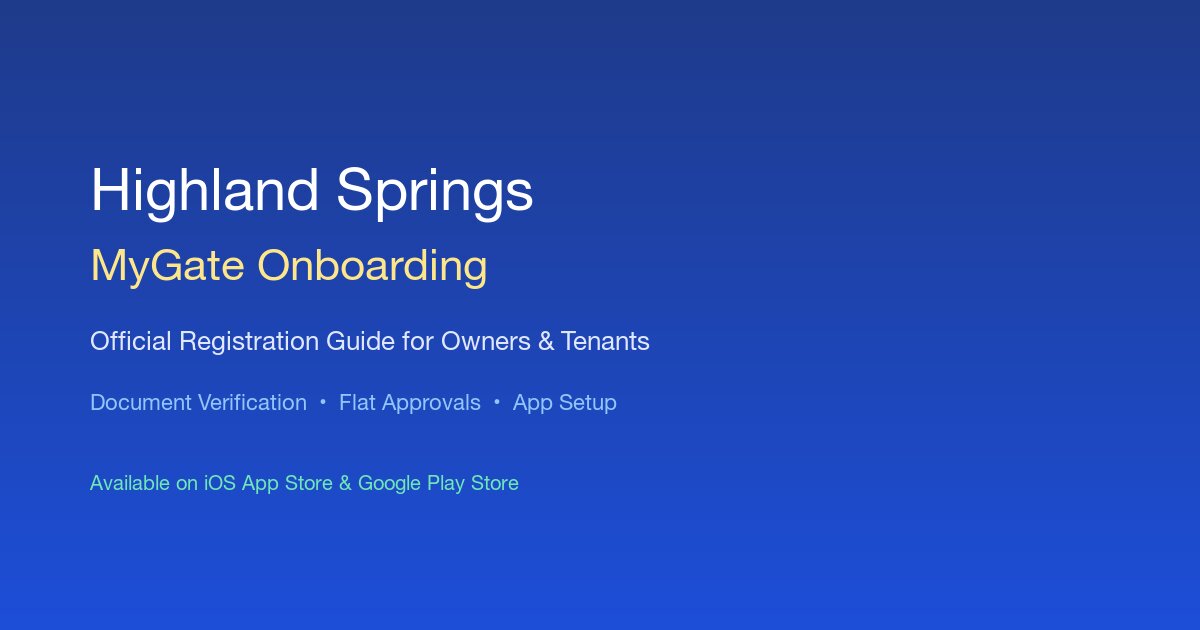 Highland Springs
MyGate Onboarding
Official Registration Guide for Owners & Tenants
Document Verification • Flat Approvals • App Setup
Available on iOS App Store & Google Play Store